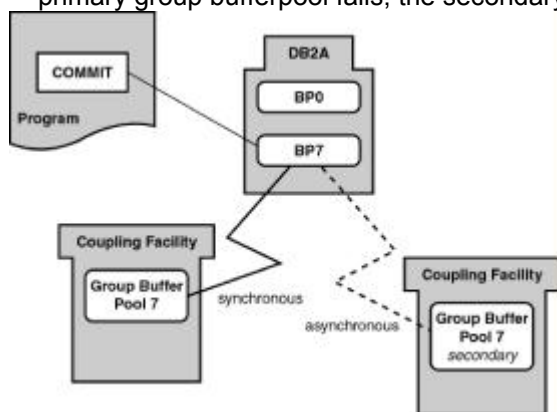 primary group bufferpool fails, the secondary
DB2A
COMMIT
BP0
Program
BP7
Coupling Facility
Group Buffer
Pool 7
synchronous
Coupling Facility
asynchronous
Group Buffer
Pool 7
secondary